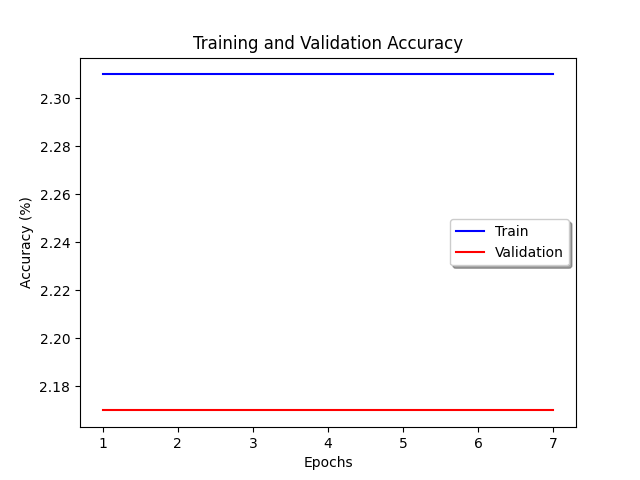 Training and Validation Accuracy
Accuracy (%)
2.30
2.28
2.26
2.24
2.22
2.20
2.18
Train
Validation
1 2 3 4 5 6 7
Epochs